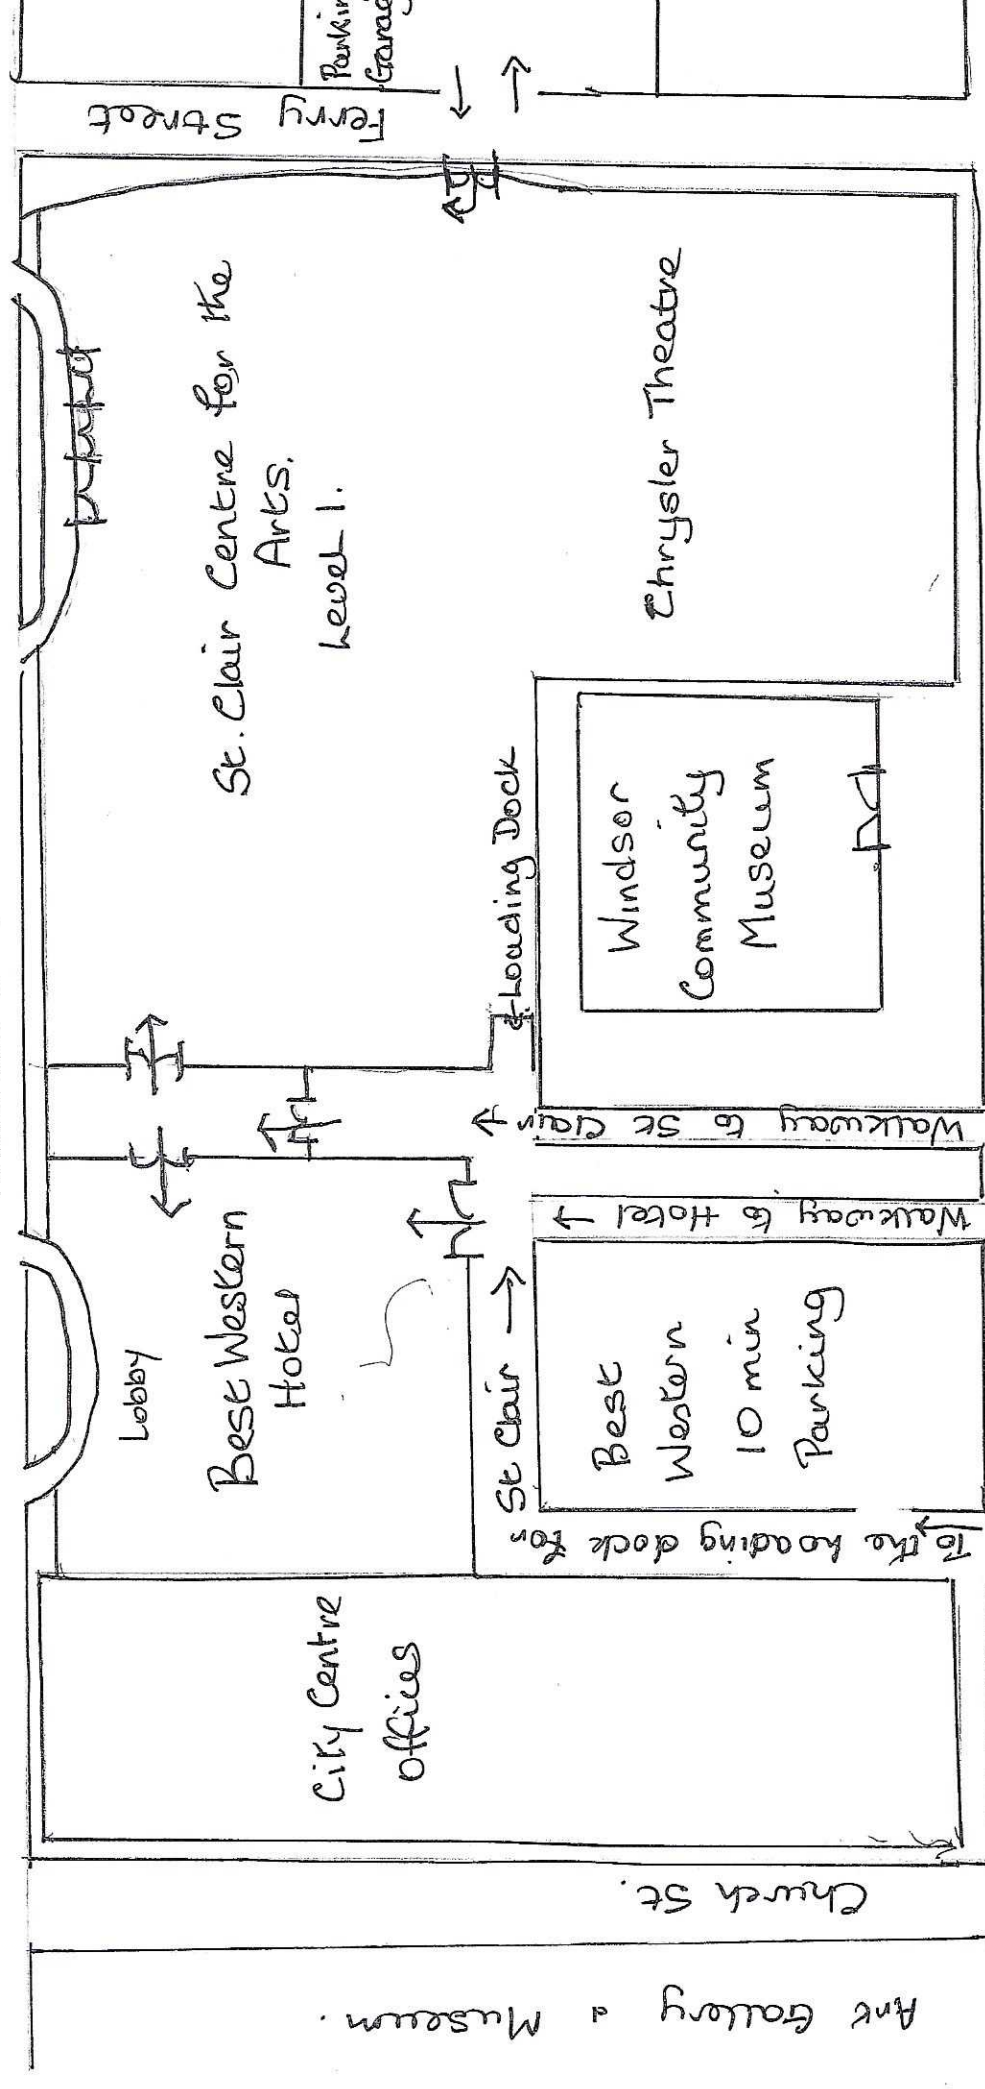 Art Gallery & Museum.
Church St.
City Centre
Offices
Lobby
Best Western
Hotel
To the Loading dock for
St Clair →
Best
Western
10 min
Parking
Walkway to Hotel →
Walkway to St Clair →
←Loading Dock
Windsor
Community
Museum
St. Clair Centre for the
Arts.
Level 1.
Chrysler Theatre
Ferry Street